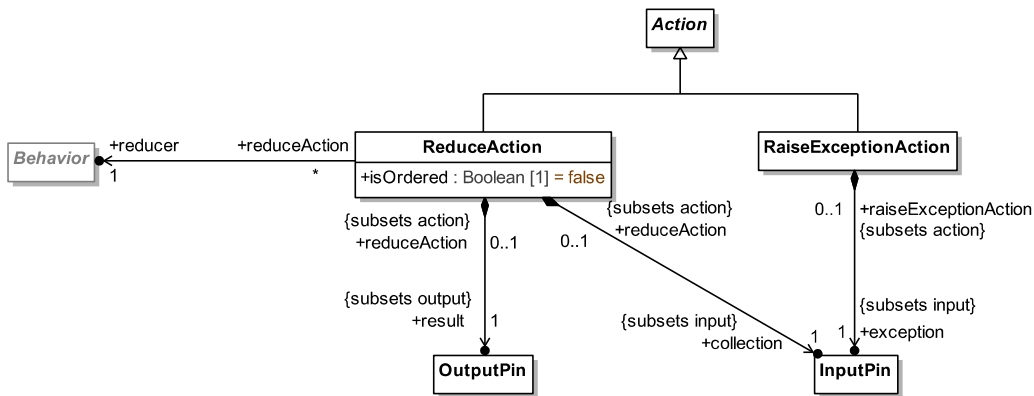 Action
Behavior
+reducer
1
+reduceAction
*
ReduceAction
+isOrdered : Boolean [1] = false
RaiseExceptionAction
{subsets action}
+reduceAction
0..1
{subsets action}
+reduceAction
0..1
0..1
+raiseExceptionAction
{subsets action}
{subsets output}
+result
1
{subsets input}
+collection
1
{subsets input}
+exception
1
OutputPin
InputPin